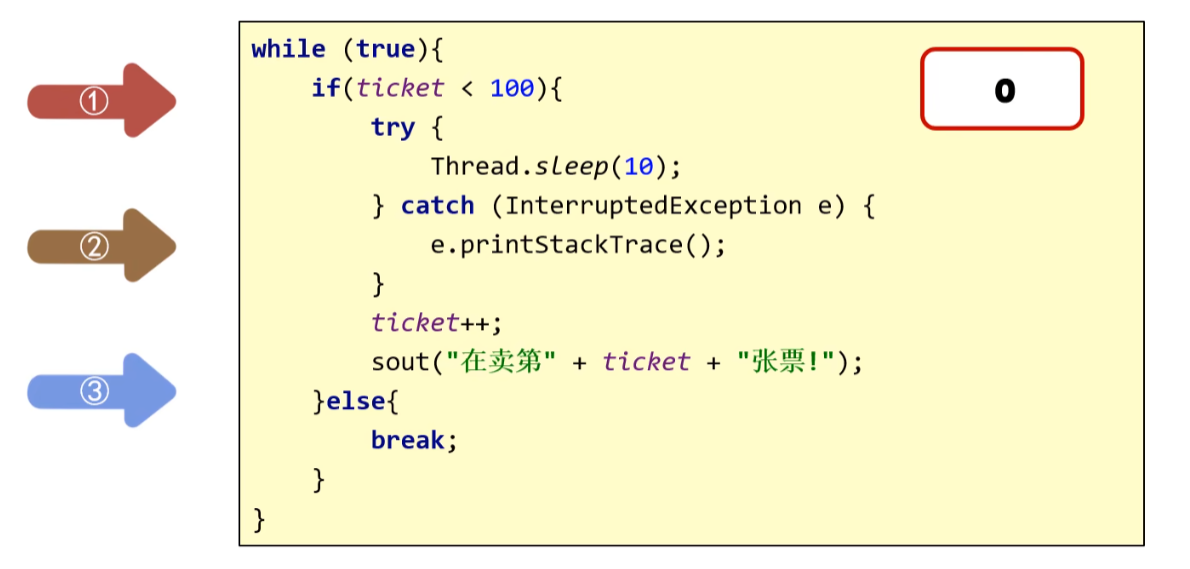 while (true){
if(ticket < 100){
try {
Thread.sleep(10);
} catch (InterruptedException e) {
e.printStackTrace();
}
ticket++;
sout("在卖第" + ticket + "张票!");
}else{
break;
}
}
0
①
②
③